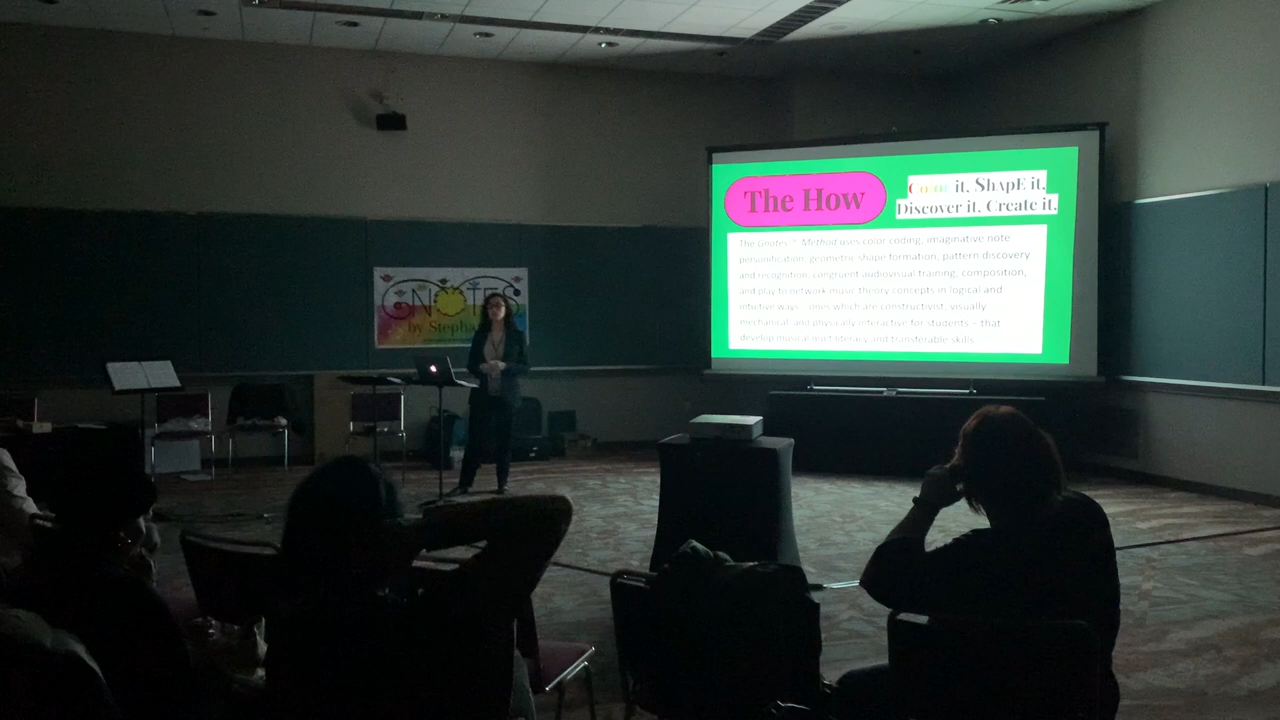 The How
Color it, ShApE it,
Discover it, Create it.
The Gnotes Method uses color coding, imaginative note
personification, geometric shape formation, pattern discovery
and recognition, congruent audiovisual training, composition,
and play to network music theory concepts in logical and
intuitive ways – ones which are constructivist, visually
mechanical and physically interactive for students – that
develop musical and literacy and transferable skills.
GNOTES
by Stepha